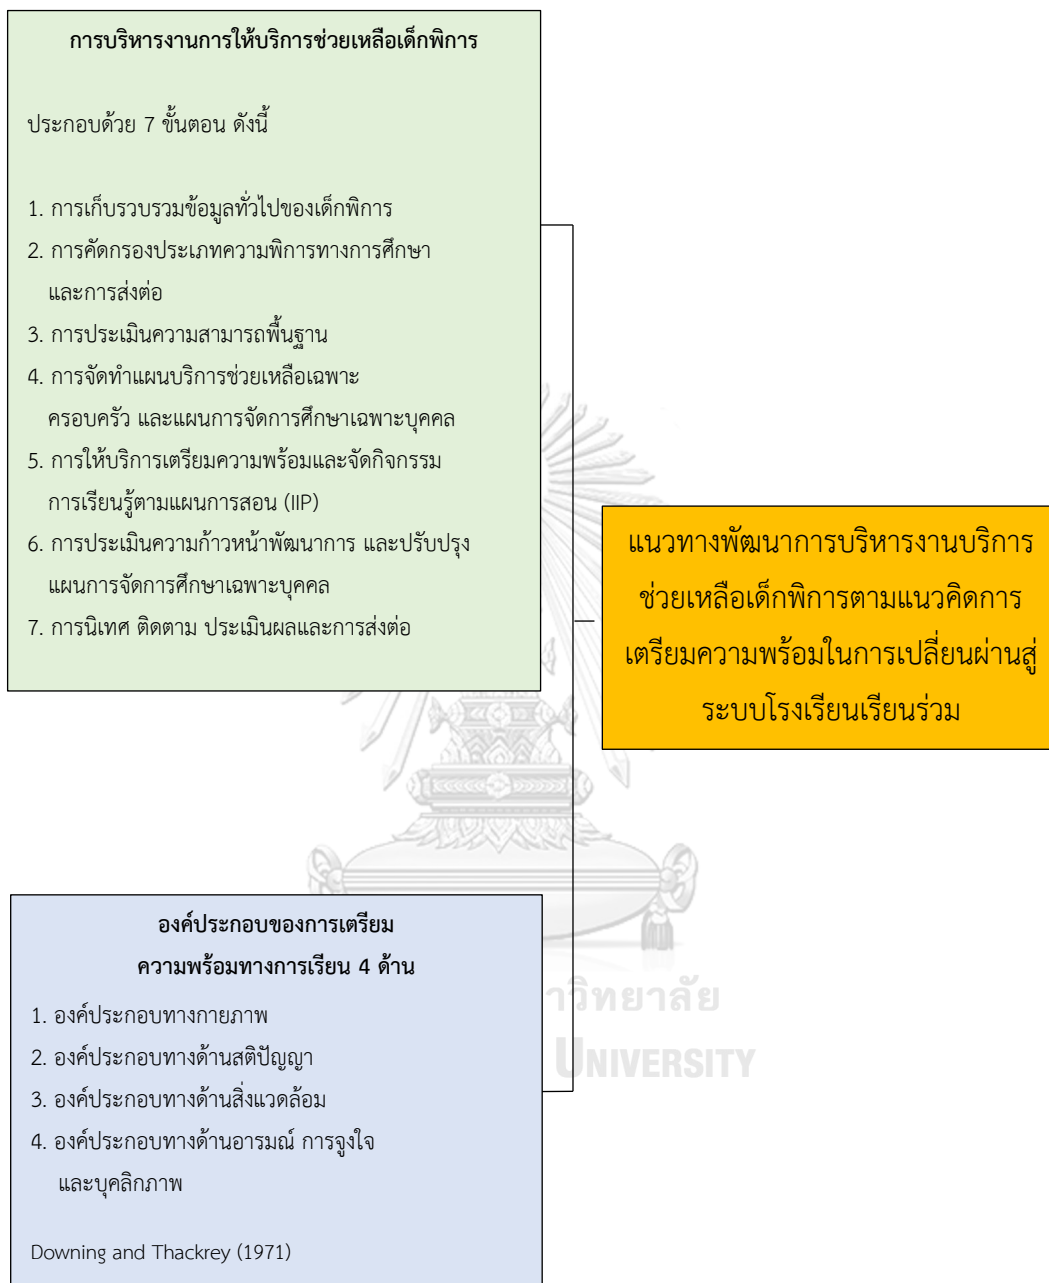 การบริหารงานการให้บริการช่วยเหลือเด็กพิการ
ประกอบด้วย 7 ขั้นตอน ดังนี้
1. การเก็บรวบรวมข้อมูลทั่วไปของเด็กพิการ
2. การคัดกรองประเภทความพิการทางการศึกษา
และการส่งต่อ
3. การประเมินความสามารถพื้นฐาน
4. การจัดทำแผนบริการช่วยเหลือเฉพาะ
ครอบครัว และแผนการจัดการศึกษาเฉพาะบุคคล
5. การให้บริการเตรียมความพร้อมและจัดกิจกรรม
การเรียนรู้ตามแผนการสอน (IIP)
6. การประเมินความก้าวหน้าพัฒนาการ และปรับปรุง
แผนการจัดการศึกษาเฉพาะบุคคล
7. การนิเทศ ติดตาม ประเมินผลและการส่งต่อ
แนวทางพัฒนาการบริหารงานบริการ
ช่วยเหลือเด็กพิการตามแนวคิดการ
เตรียมความพร้อมในการเปลี่ยนผ่านสู่
ระบบโรงเรียนเรียนร่วม
องค์ประกอบของการเตรียม
ความพร้อมทางการเรียน 4 ด้าน
1. องค์ประกอบทางกายภาพ
2. องค์ประกอบทางด้านสติปัญญา
3. องค์ประกอบทางด้านสิ่งแวดล้อม
4. องค์ประกอบทางด้านอารมณ์ การจูงใจ
และบุคลิกภาพ
Downing and Thackrey (1971)
าวิทยาลัย
UNIVERSITY